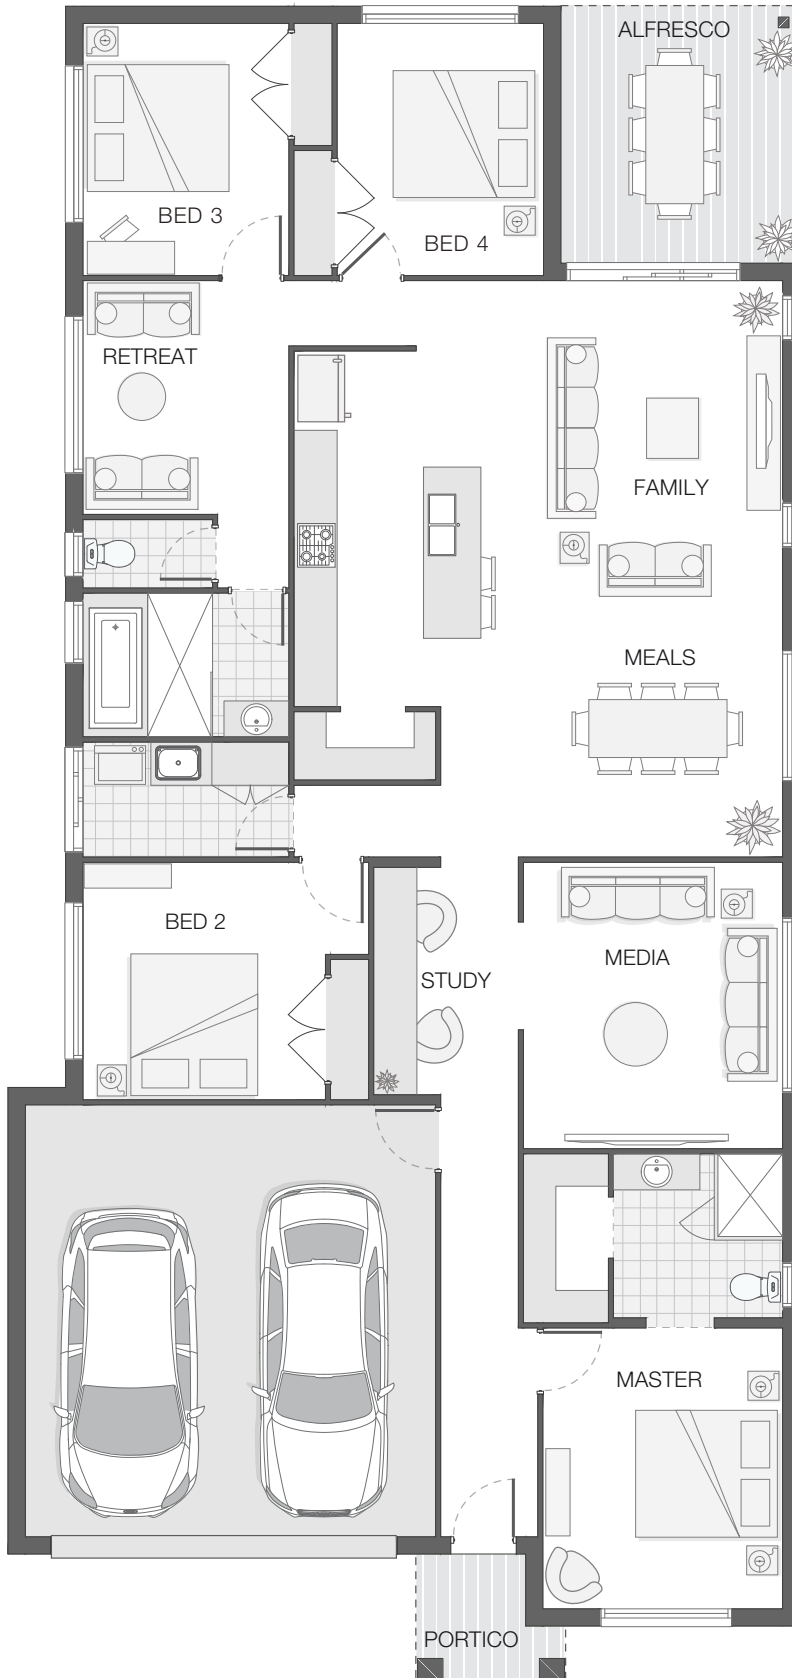 ALFRESCO
BED 3
BED 4
RETREAT
FAMILY
MEALS
BED 2
MEDIA
STUDY
MASTER
PORTICO